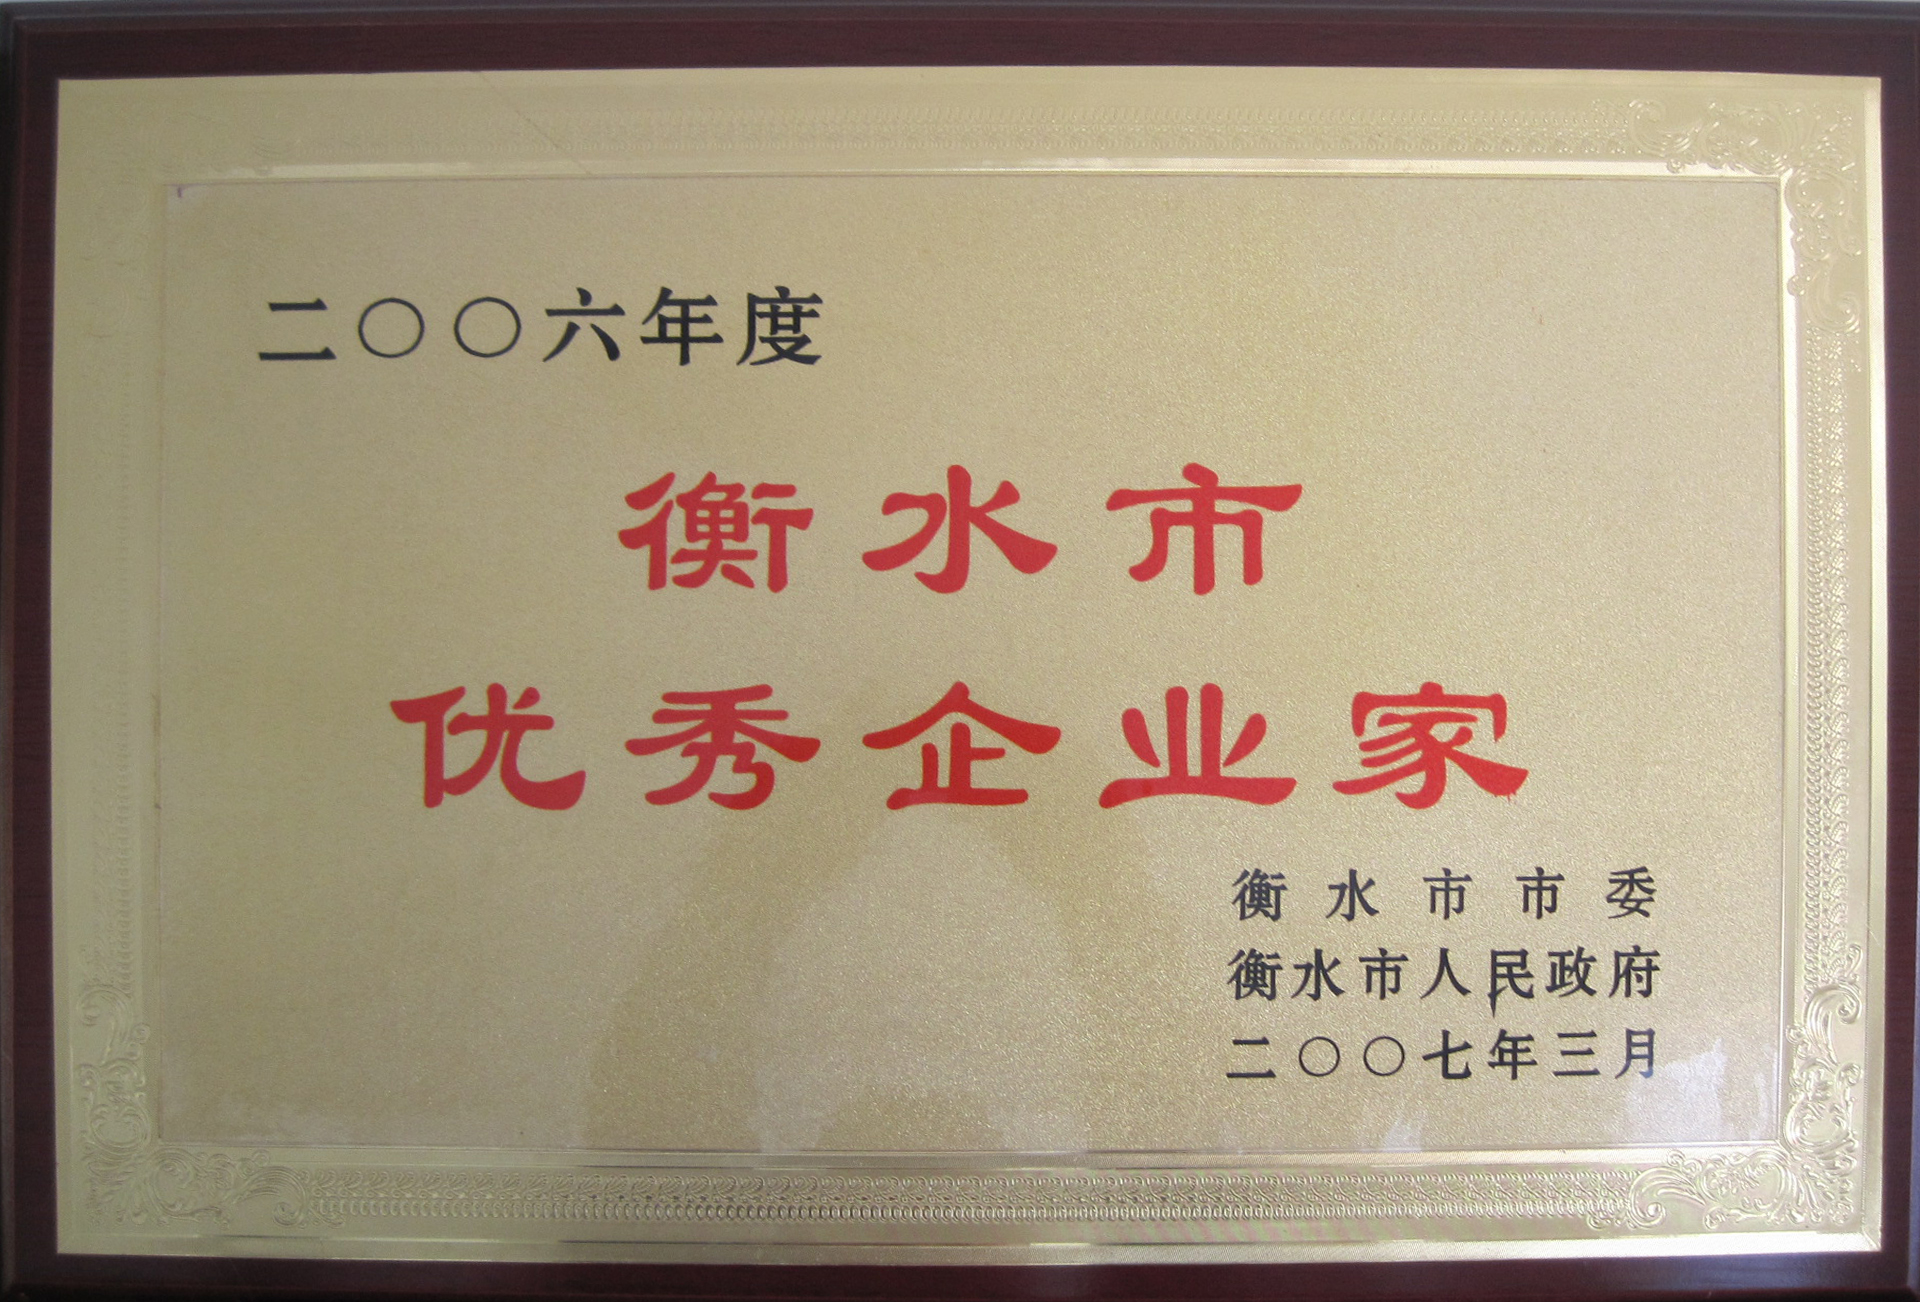 二〇〇六年度
衡水市
优秀企业家
衡水市市委
衡水市人民政府
二〇〇七年三月